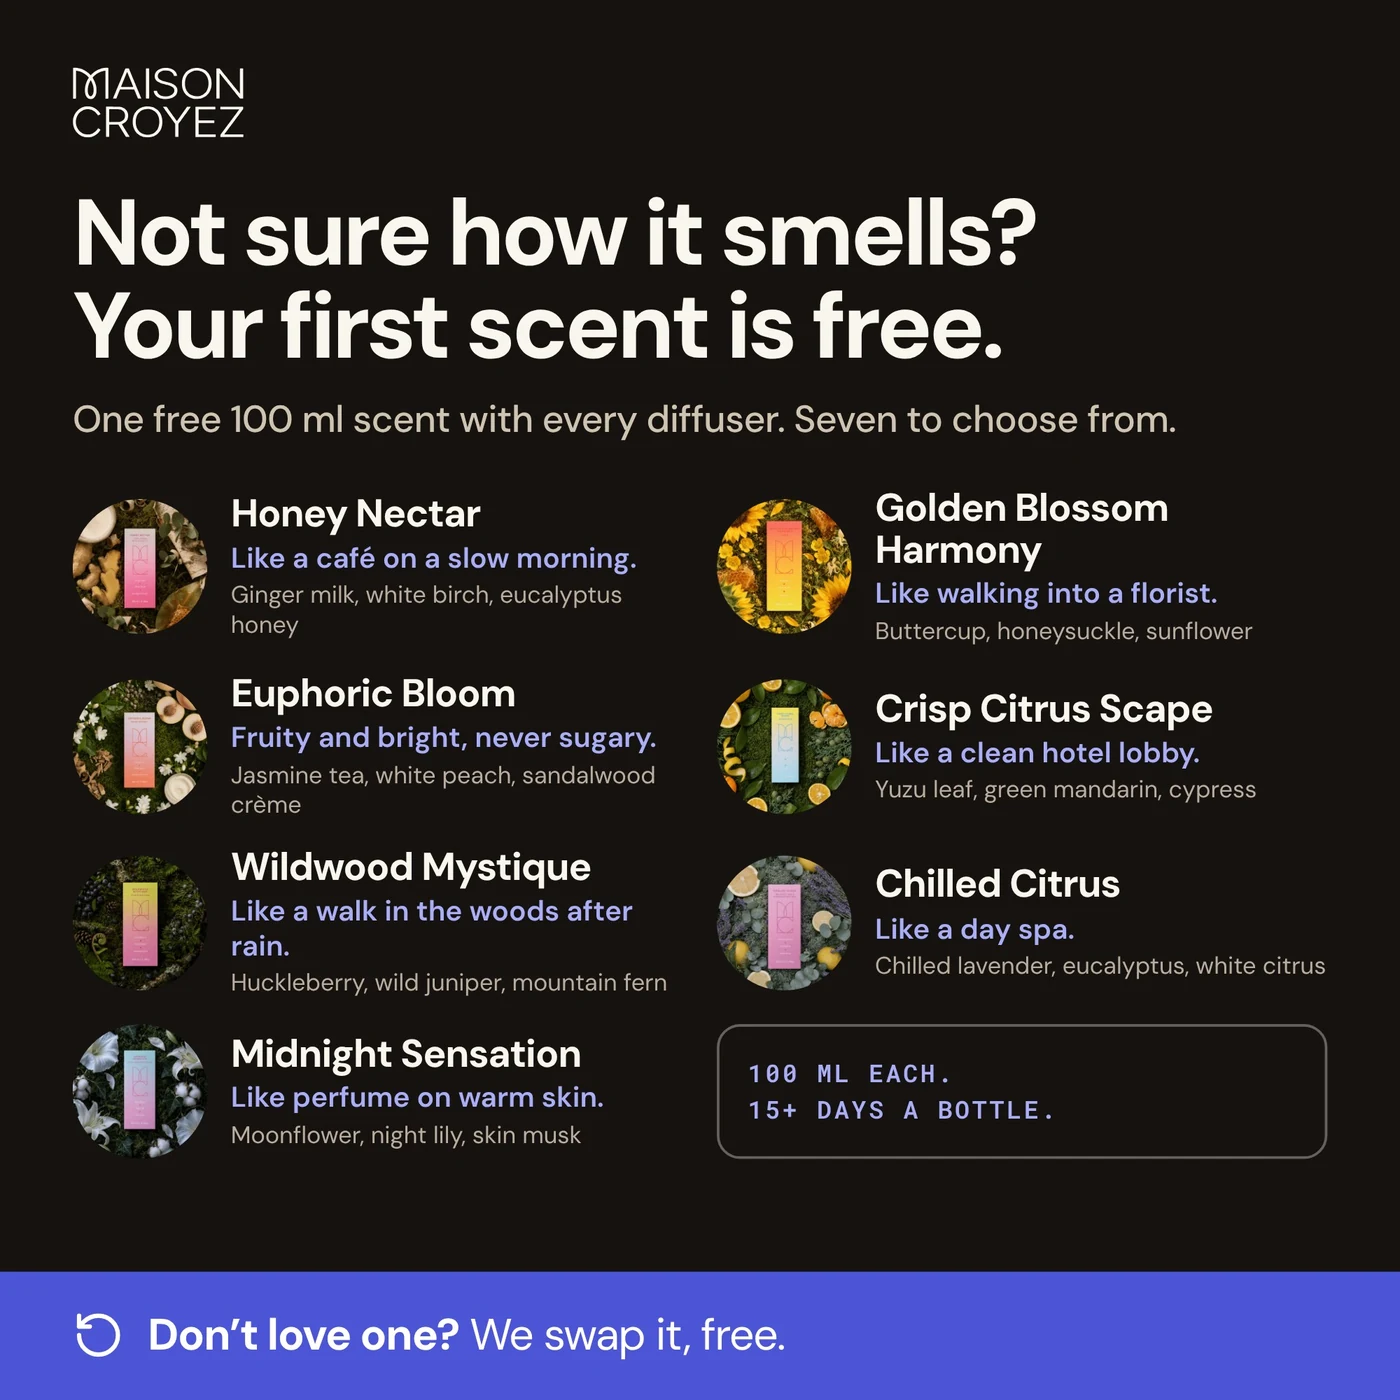 MAISON
CROYEZ
Not sure how it smells?
Your first scent is free.
One free 100 ml scent with every diffuser. Seven to choose from.
Honey Nectar
Like a café on a slow morning.
Ginger milk, white birch, eucalyptus
honey
Golden Blossom
Harmony
Like walking into a florist.
Buttercup, honeysuckle, sunflower
Euphoric Bloom
Fruity and bright, never sugary.
Jasmine tea, white peach, sandalwood
crème
Crisp Citrus Scape
Like a clean hotel lobby.
Yuzu leaf, green mandarin, cypress
Wildwood Mystique
Like a walk in the woods after
rain.
Huckleberry, wild juniper, mountain fern
Chilled Citrus
Like a day spa.
Chilled lavender, eucalyptus, white citrus
Midnight Sensation
Like perfume on warm skin.
Moonflower, night lily, skin musk
100 ML EACH.
15+ DAYS A BOTTLE.
Don’t love one? We swap it, free.